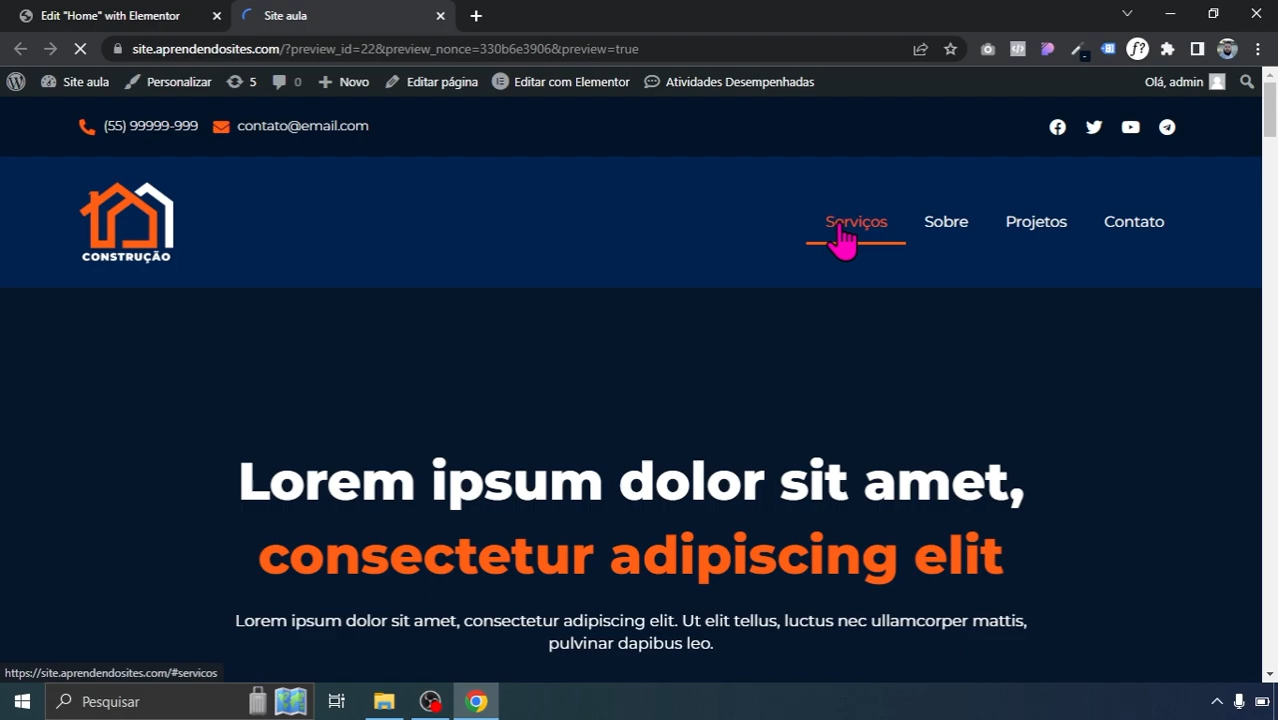 Edit "Home" with Elementor
Site aula
site.aprendendosites.com/?preview_id=22&preview_nonce=330b6e3906&preview=true
f?
Site aula
Personalizar
5
0
Novo
Editar página
Editar com Elementor
Atividades Desempenhadas
Olá, admin
(55) 99999-999
contato@email.com
CONSTRUÇÃO
Serviços
Sobre
Projetos
Contato
Lorem ipsum dolor sit amet,
consectetur adipiscing elit
Lorem ipsum dolor sit amet, consectetur adipiscing elit. Ut elit tellus, luctus nec ullamcorper mattis,
pulvinar dapibus leo.
https://site.aprendendosites.com/#servicos
Pesquisar